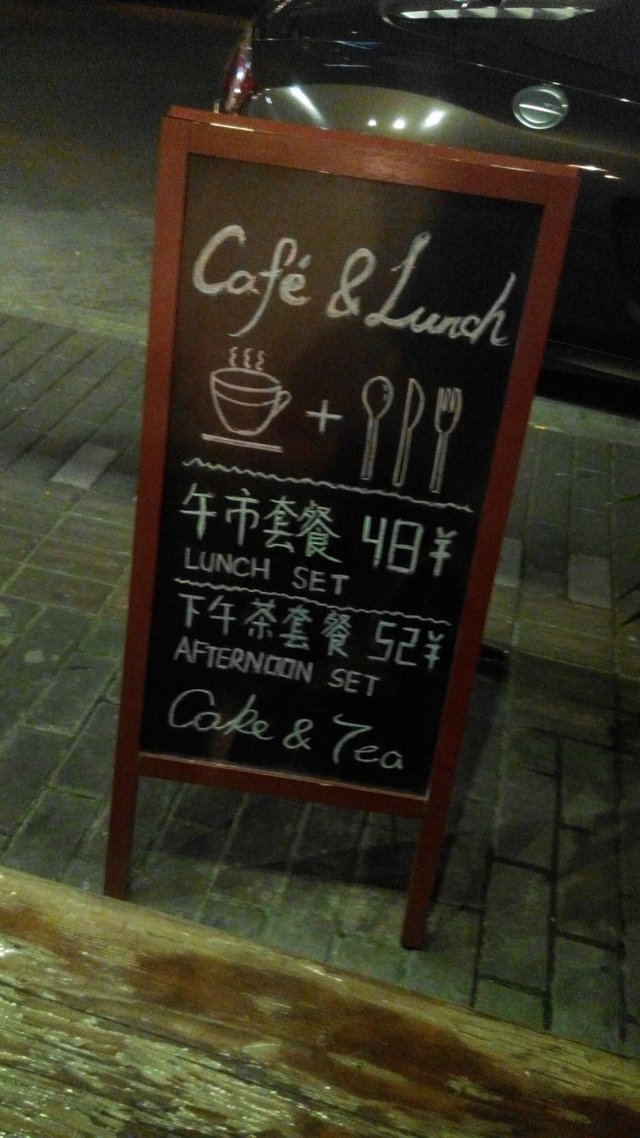 Café & Lunch
+
午市套餐 48¥
LUNCH SET
下午茶套餐 52¥
AFTERNOON SET
Cake & Tea